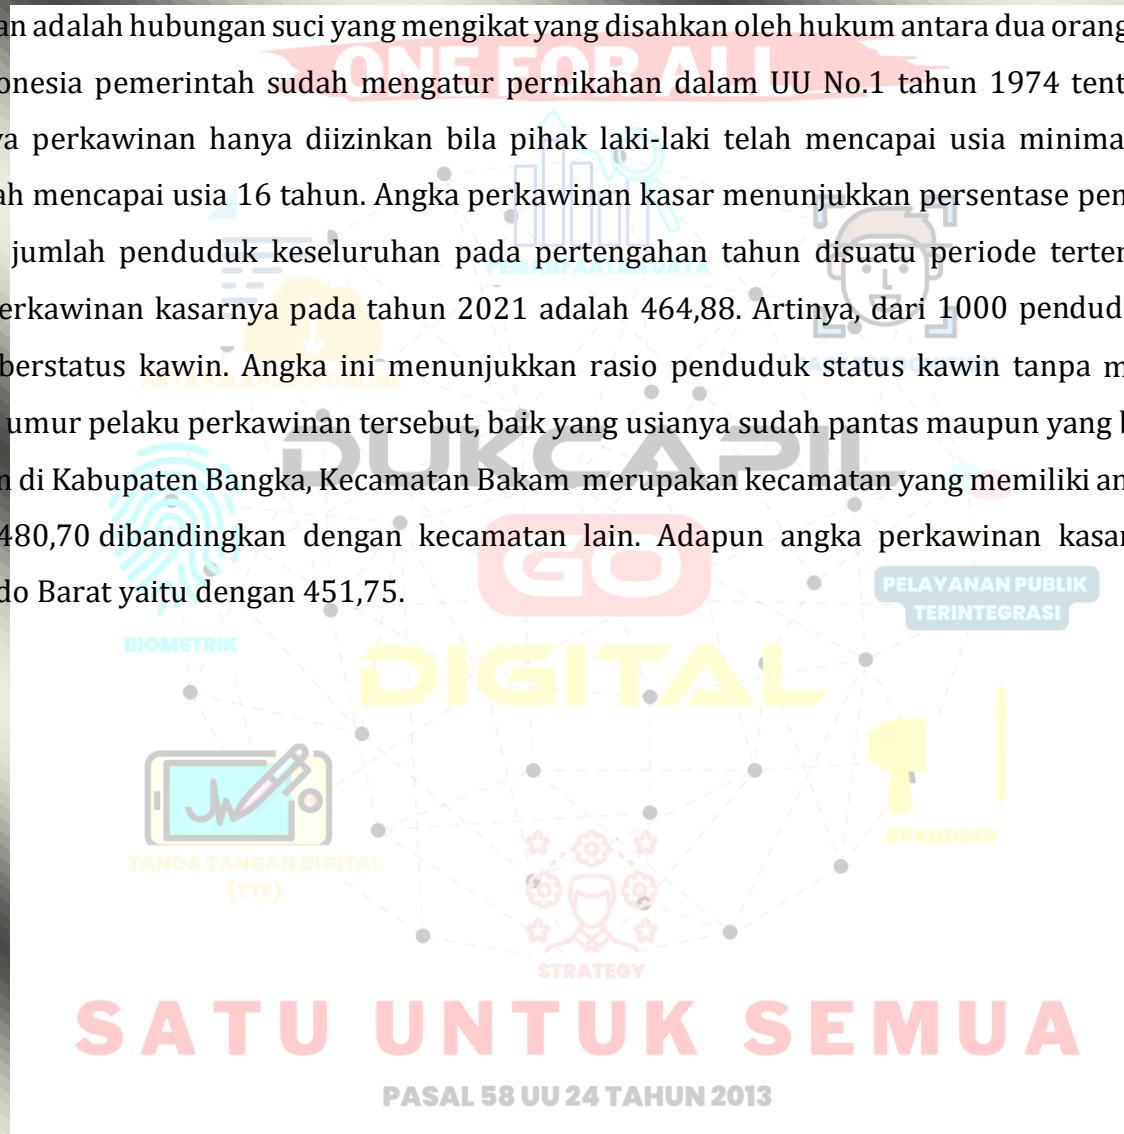 an adalah hubungan suci yang mengikat yang disahkan oleh hukum antara dua orang
onesia pemerintah sudah mengatur pernikahan dalam UU No.1 tahun 1974 tent
a perkawinan hanya diizinkan bila pihak laki-laki telah mencapai usia minima
ah mencapai usia 16 tahun. Angka perkawinan kasar menunjukkan persentase pen
jumlah penduduk keseluruhan pada pertengahan tahun disuatu periode terten
erkawinan kasarnya pada tahun 2021 adalah 464,88. Artinya, dari 1000 pendud
berstatus kawin. Angka ini menunjukkan rasio penduduk status kawin tanpa m
umur pelaku perkawinan tersebut, baik yang usianya sudah pantas maupun yang b
n di Kabupaten Bangka, Kecamatan Bakam merupakan kecamatan yang memiliki an
480,70 dibandingkan dengan kecamatan lain. Adapun angka perkawinan kasar
do Barat yaitu dengan 451,75.
ONE FOR ALL
PEMANFAATAN DATA
AKTA KELAHIRAN ONLINE
DUKCAPIL
GO
DIGITAL
PELAYANAN PUBLIK
TERINTEGRASI
BIOMETRIK
TANDA TANGAN DIGITAL
(TTE)
BRANDING
STRATEGY
SATU UNTUK SEMUA
PASAL 58 UU 24 TAHUN 2013